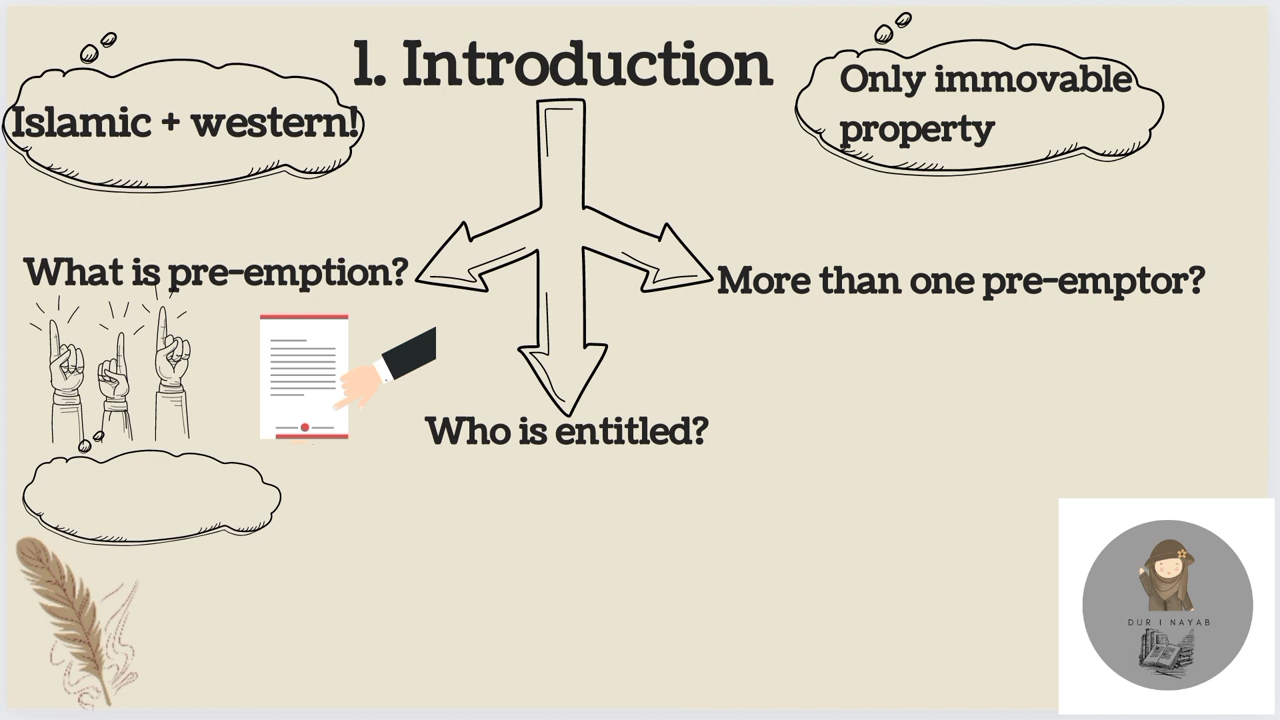 1. Introduction
Islamic + western!
Only immovable
property
What is pre-emption?
More than one pre-emptor?
Who is entitled?
DUR I NAYAB